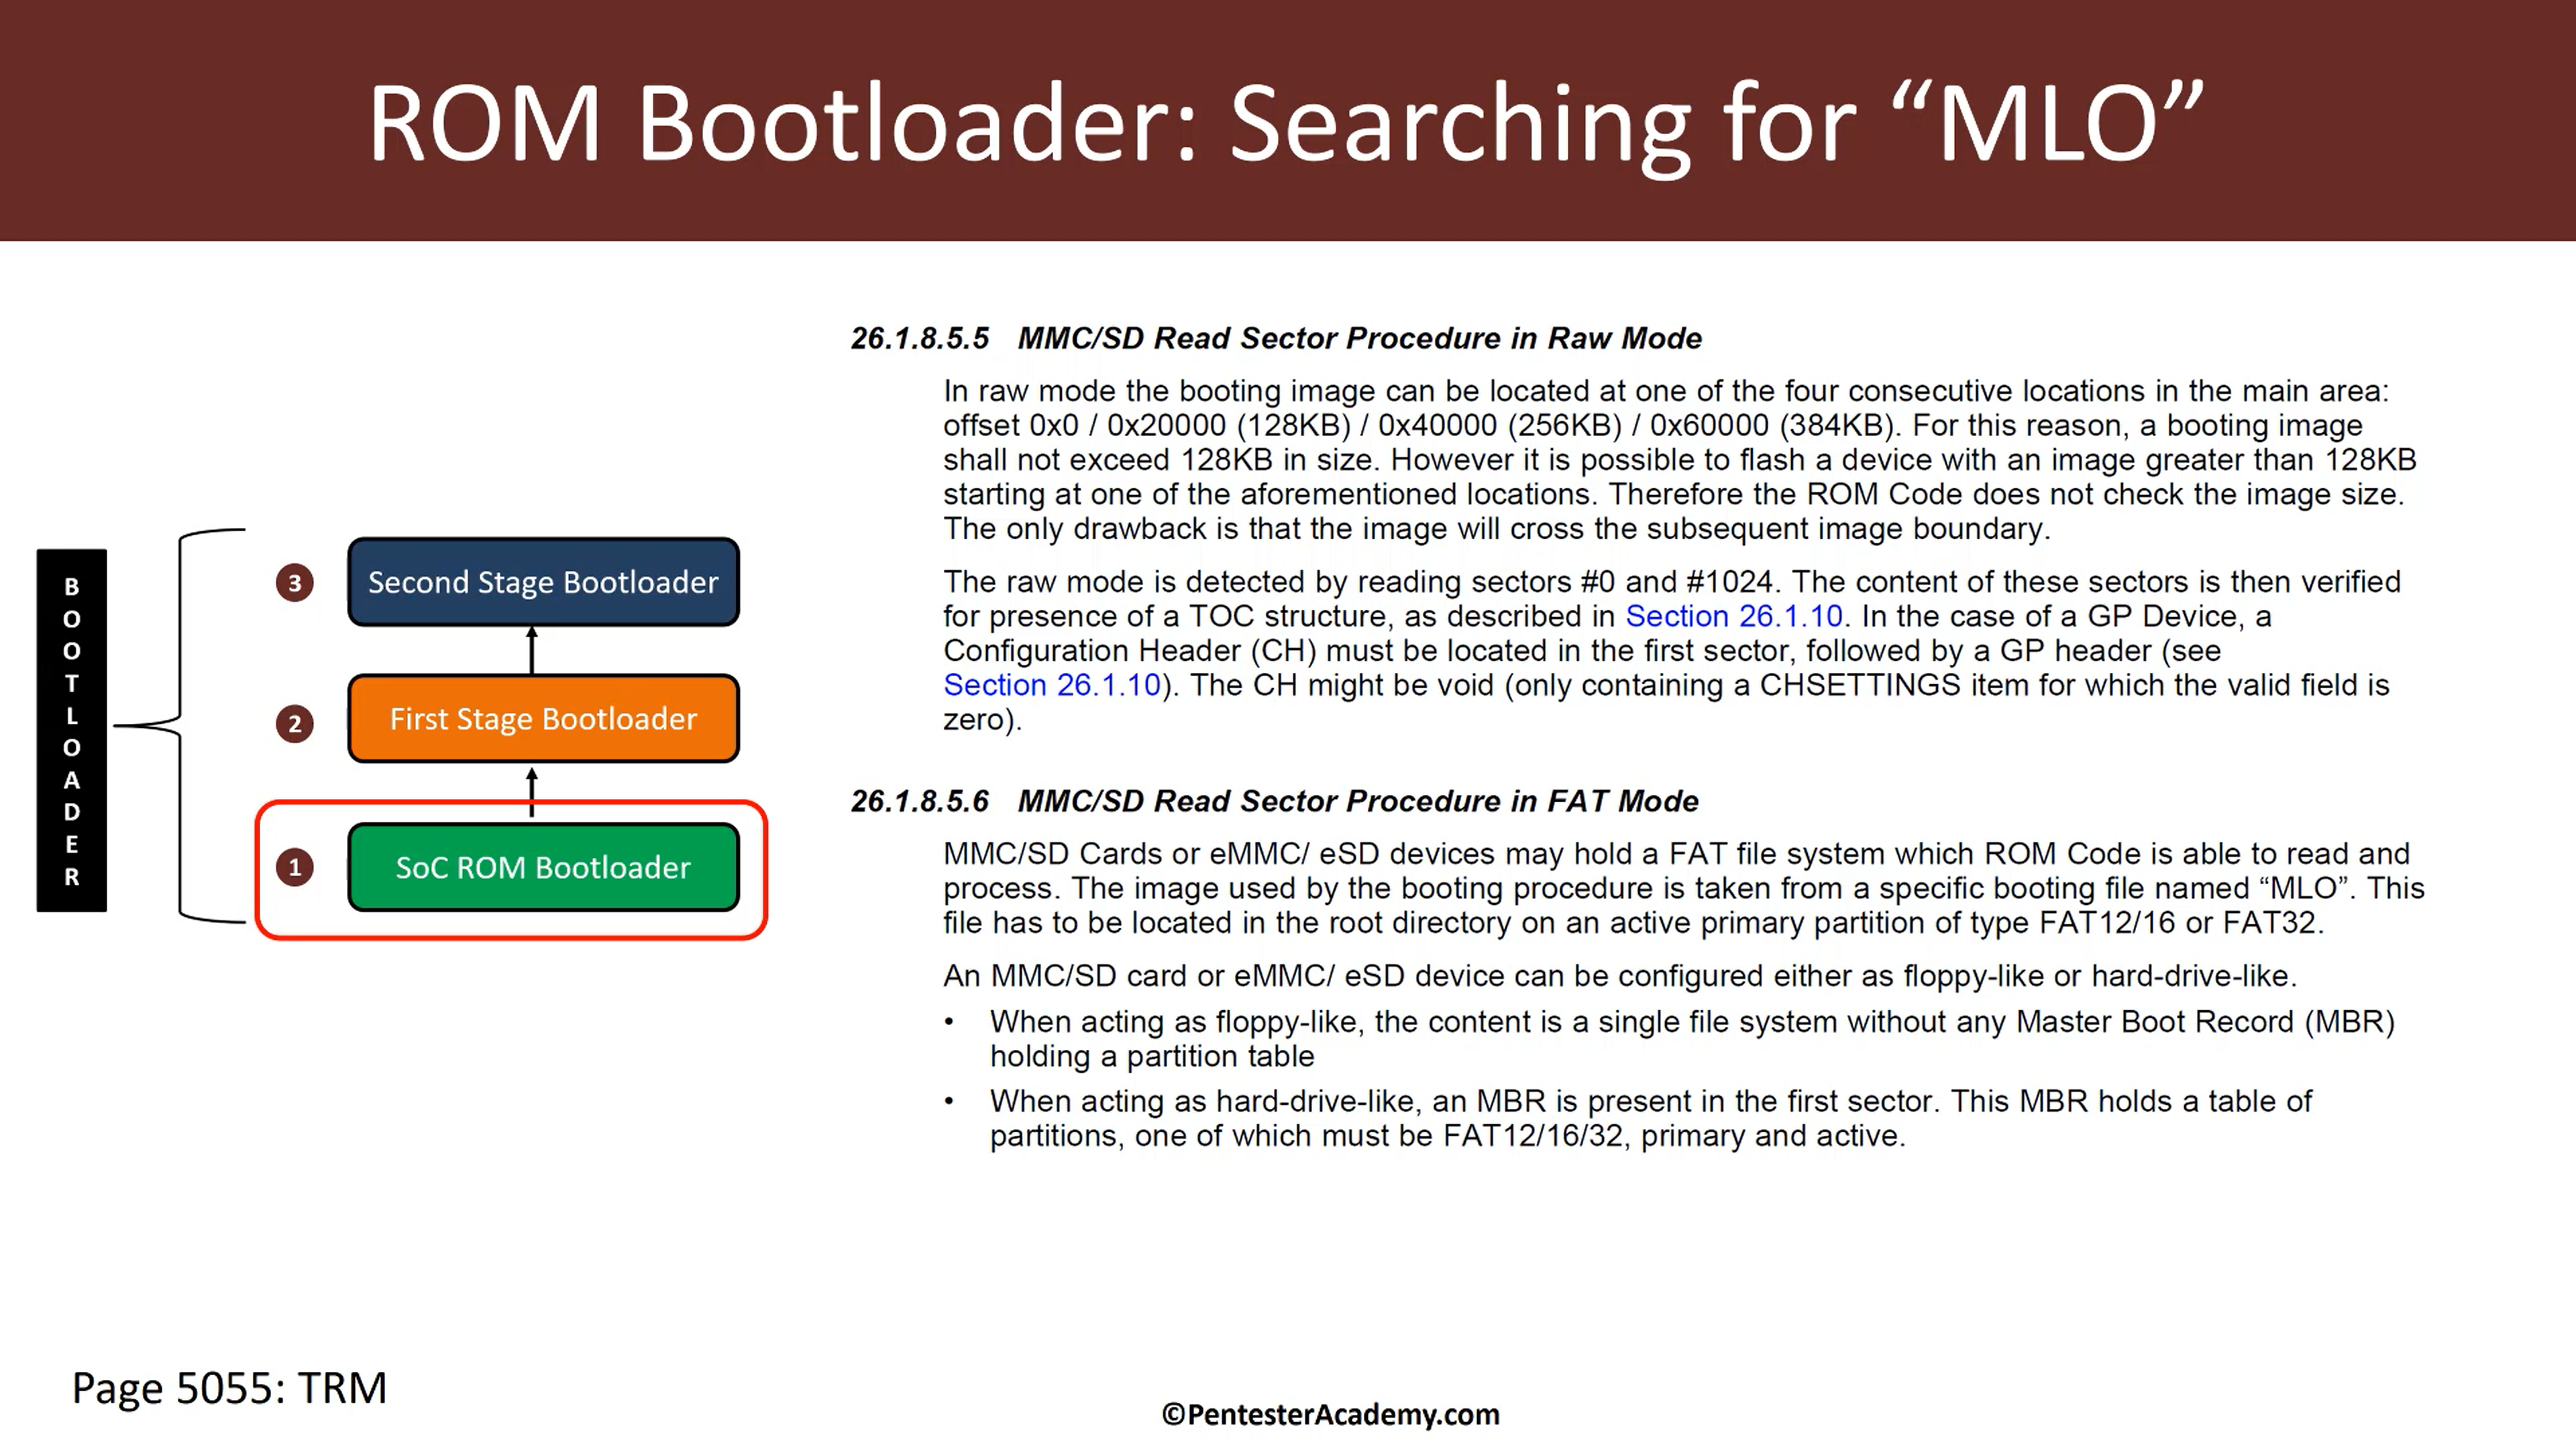 ROM Bootloader: Searching for “MLO”
BOOTLOADER
3
Second Stage Bootloader
2
First Stage Bootloader
1
SoC ROM Bootloader
26.1.8.5.5 MMC/SD Read Sector Procedure in Raw Mode
In raw mode the booting image can be located at one of the four consecutive locations in the main area:
offset 0x0 / 0x20000 (128KB) / 0x40000 (256KB) / 0x60000 (384KB). For this reason, a booting image
shall not exceed 128KB in size. However it is possible to flash a device with an image greater than 128KB
starting at one of the aforementioned locations. Therefore the ROM Code does not check the image size.
The only drawback is that the image will cross the subsequent image boundary.
The raw mode is detected by reading sectors #0 and #1024. The content of these sectors is then verified
for presence of a TOC structure, as described in Section 26.1.10. In the case of a GP Device, a
Configuration Header (CH) must be located in the first sector, followed by a GP header (see
Section 26.1.10). The CH might be void (only containing a CHSETTINGS item for which the valid field is
zero).
26.1.8.5.6 MMC/SD Read Sector Procedure in FAT Mode
MMC/SD Cards or eMMC/ eSD devices may hold a FAT file system which ROM Code is able to read and
process. The image used by the booting procedure is taken from a specific booting file named “MLO”. This
file has to be located in the root directory on an active primary partition of type FAT12/16 or FAT32.
An MMC/SD card or eMMC/ eSD device can be configured either as floppy-like or hard-drive-like.
• When acting as floppy-like, the content is a single file system without any Master Boot Record (MBR)
holding a partition table
• When acting as hard-drive-like, an MBR is present in the first sector. This MBR holds a table of
partitions, one of which must be FAT12/16/32, primary and active.
Page 5055: TRM
©PentesterAcademy.com